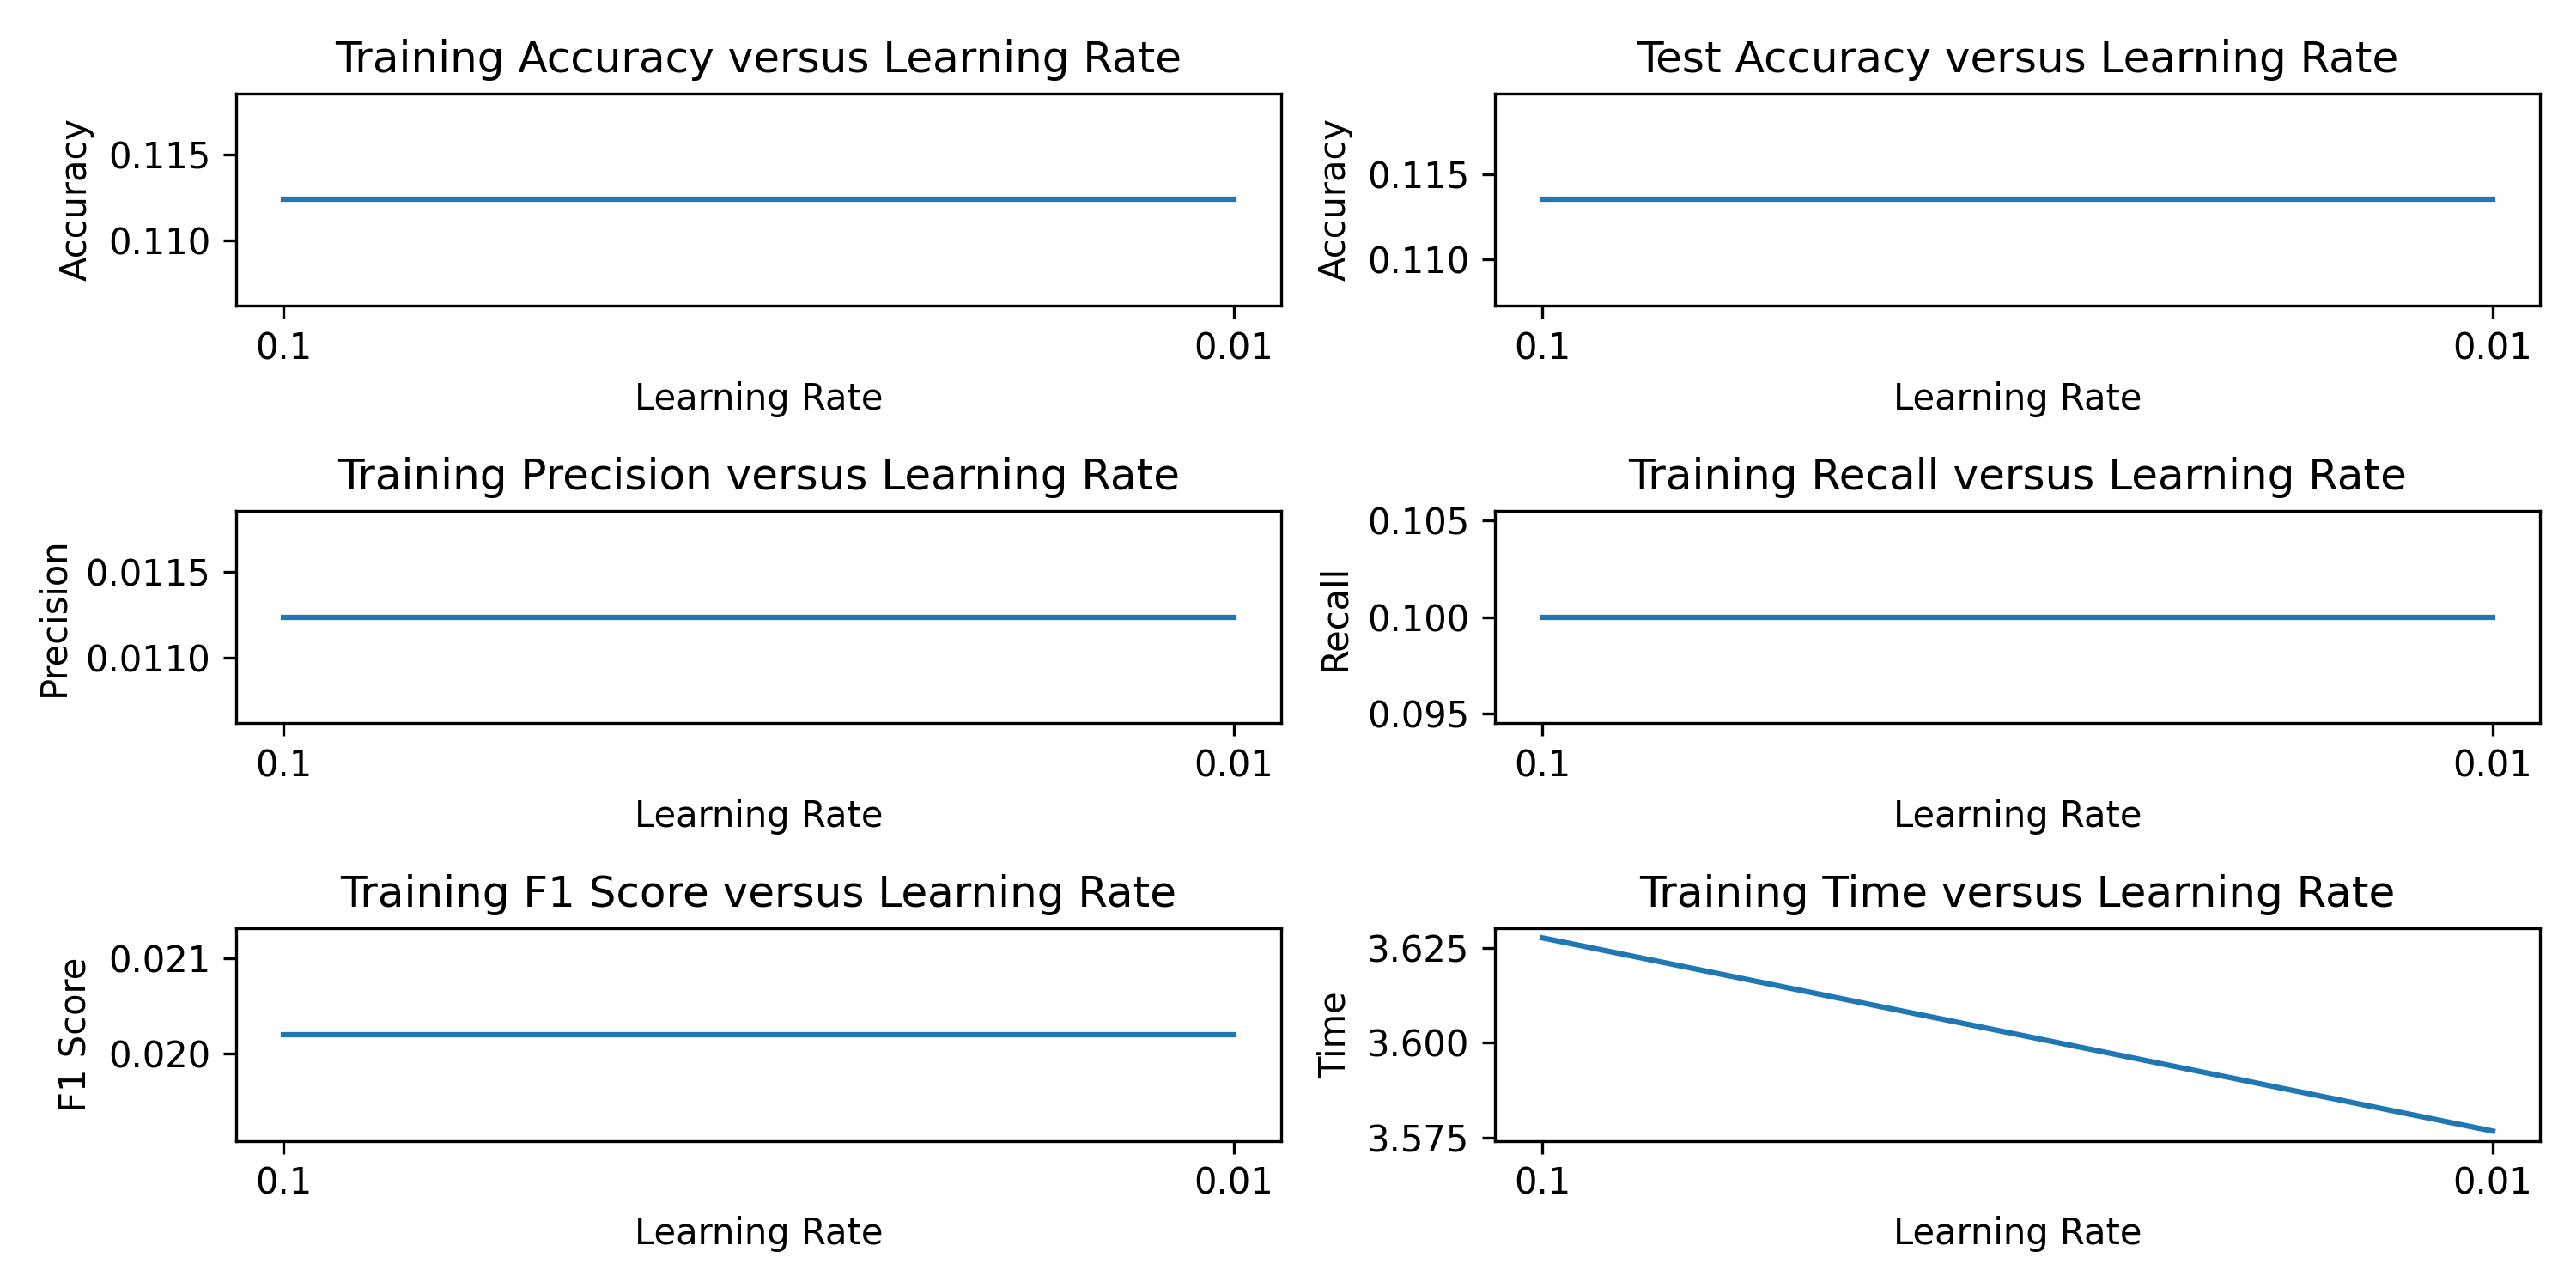 Training Accuracy versus Learning Rate
Accuracy
0.115
0.110
0.1
0.01
Learning Rate
Test Accuracy versus Learning Rate
Accuracy
0.115
0.110
0.1
0.01
Learning Rate
Training Precision versus Learning Rate
Precision
0.0115
0.0110
0.1
0.01
Learning Rate
Training Recall versus Learning Rate
Recall
0.105
0.100
0.095
0.1
0.01
Learning Rate
Training F1 Score versus Learning Rate
F1 Score
0.021
0.020
0.1
0.01
Learning Rate
Training Time versus Learning Rate
Time
3.625
3.600
3.575
0.1
0.01
Learning Rate